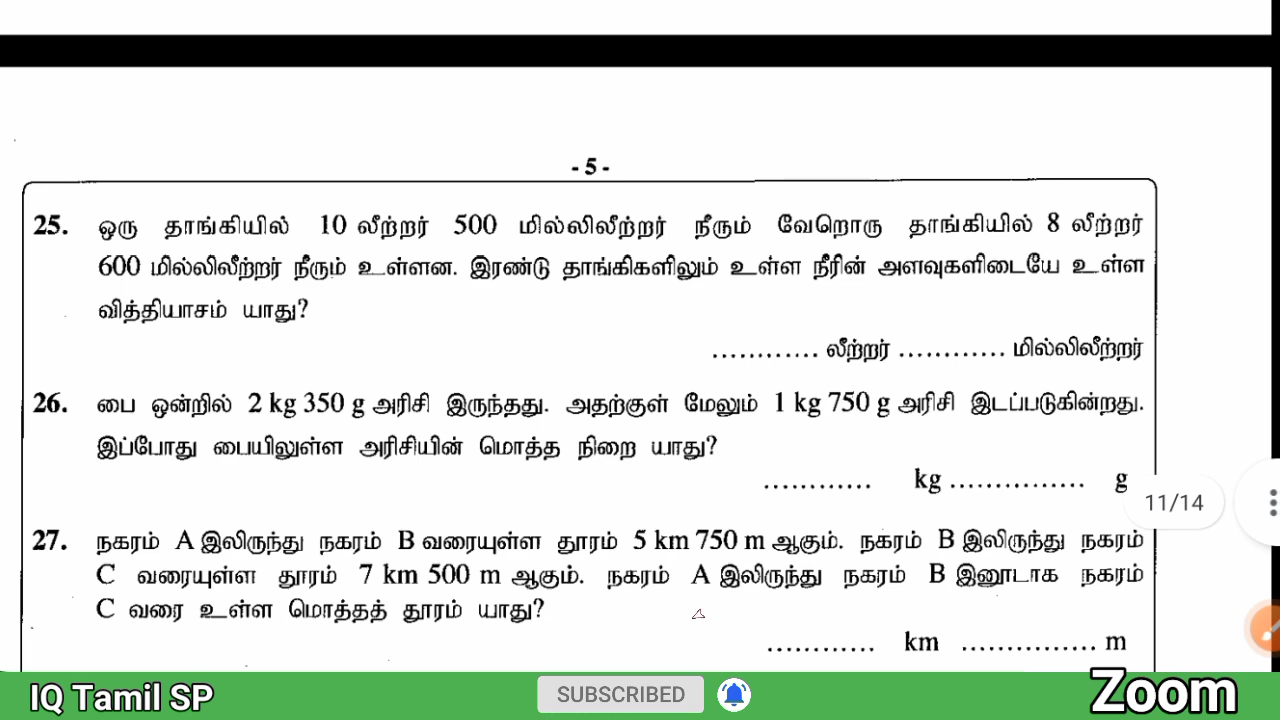 - 5 -
25. ஒரு தாங்கியில் 10 லீற்றர் 500 மில்லிலீற்றர் நீரும் வேறொரு தாங்கியில் 8 லீற்றர்
600 மில்லிலீற்றர் நீரும் உள்ளன. இரண்டு தாங்கிகளிலும் உள்ள நீரின் அளவுகளிடையே உள்ள
வித்தியாசம் யாது?
............ லீற்றர் ............ மில்லிலீற்றர்
26. பை ஒன்றில் 2 kg 350 g அரிசி இருந்தது. அதற்குள் மேலும் 1 kg 750 g அரிசி இடப்படுகின்றது.
இப்போது பையிலுள்ள அரிசியின் மொத்த நிறை யாது?
............ kg ............... g
11/14
27. நகரம் A இலிருந்து நகரம் B வரையுள்ள தூரம் 5 km 750 m ஆகும். நகரம் B இலிருந்து நகரம்
C வரையுள்ள தூரம் 7 km 500 m ஆகும். நகரம் A இலிருந்து நகரம் B இனூடாக நகரம்
C வரை உள்ள மொத்தத் தூரம் யாது?
............ km ............... m
IQ Tamil SP SUBSCRIBED Zoom